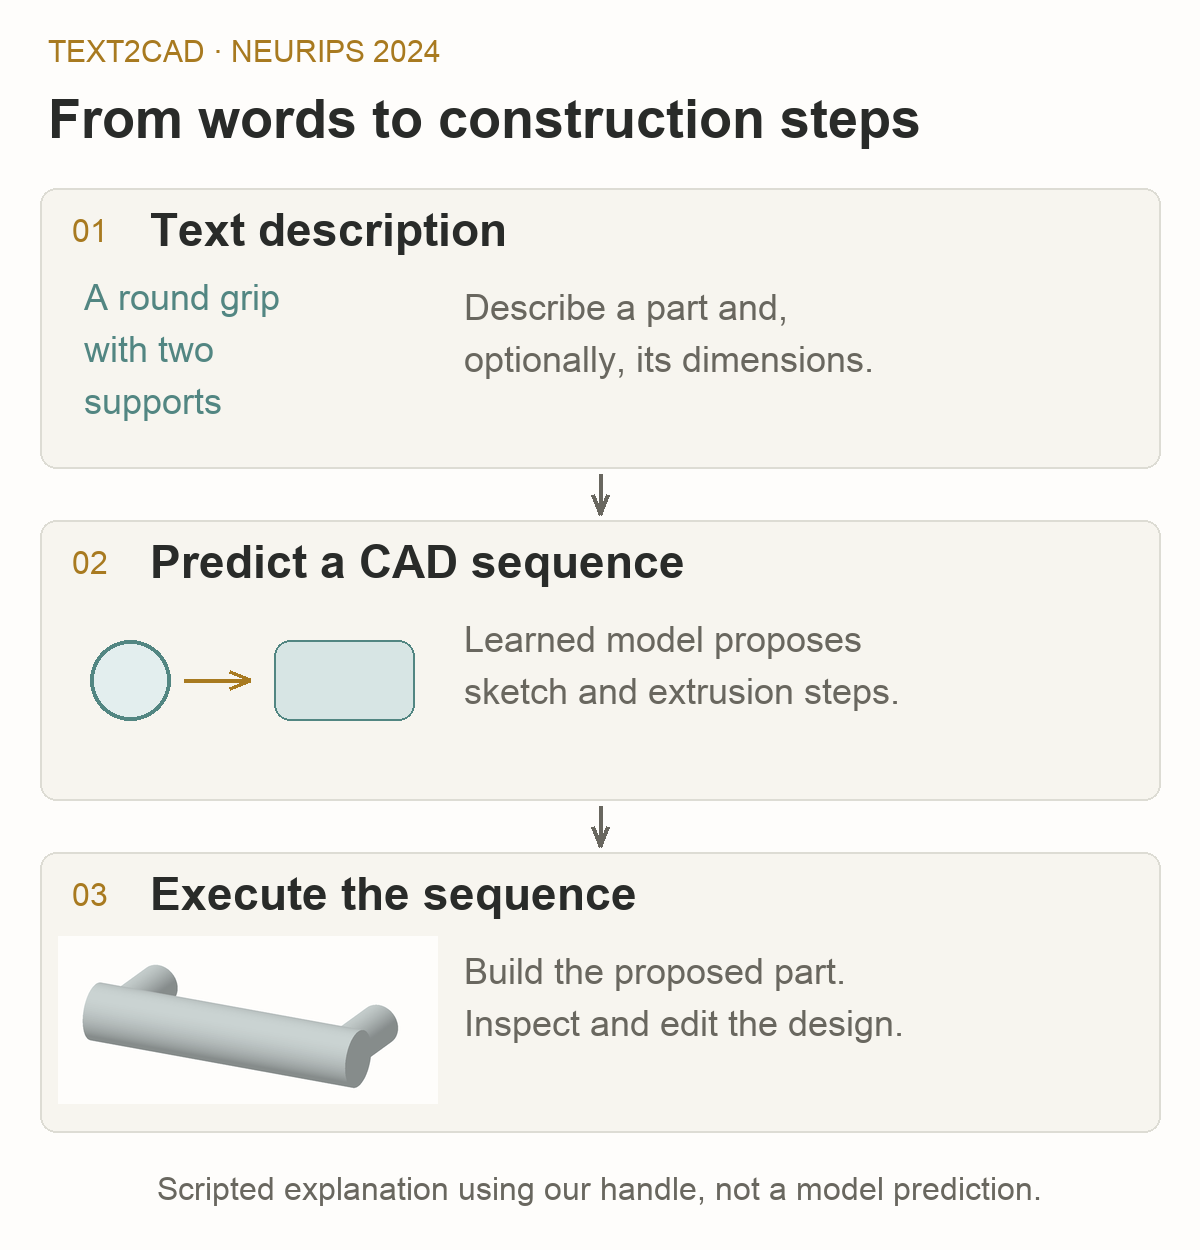 TEXT2CAD · NEURIPS 2024
From words to construction steps
01 Text description
A round grip
with two
supports
Describe a part and,
optionally, its dimensions.
02 Predict a CAD sequence
Learned model proposes
sketch and extrusion steps.
03 Execute the sequence
Build the proposed part.
Inspect and edit the design.
Scripted explanation using our handle, not a model prediction.